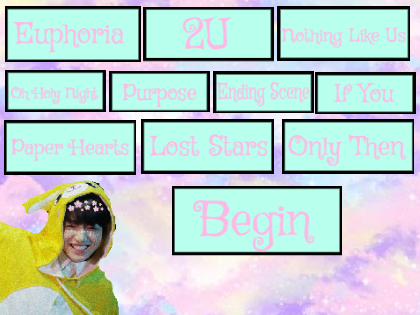 Euphoria
2U
Nothing Like Us
Oh Holy Night
Purpose
Ending Scene
If You
Paper Hearts
Lost Stars
Only Then
Begin